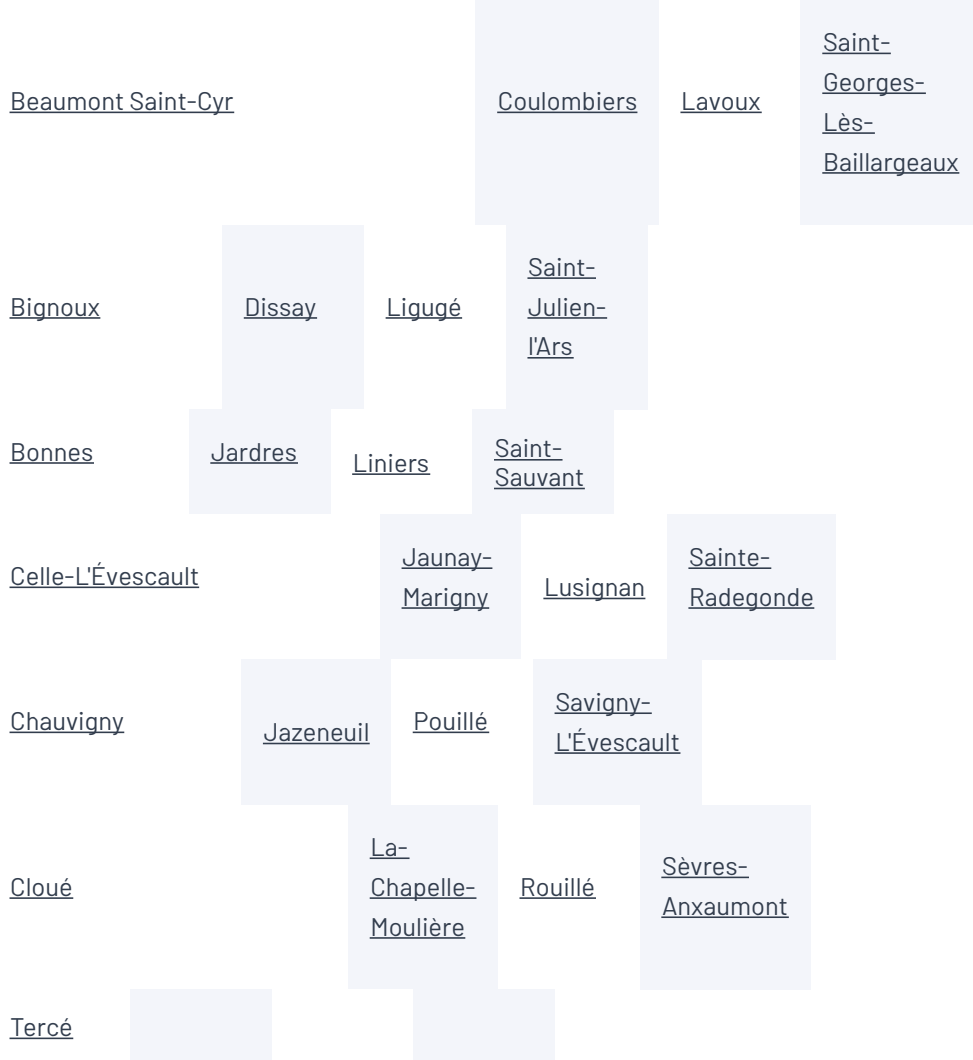 Beaumont Saint-Cyr
Coulombiers
Lavoux
Saint-
Georges-
Lès-
Baillargeaux
Bignoux
Dissay
Ligugé
Saint-
Julien-
l'Ars
Bonnes
Jardres
Liniers
Saint-
Sauvant
Celle-L'Évescault
Jaunay-
Marigny
Lusignan
Sainte-
Radegonde
Chauvigny
Jazeneuil
Pouillé
Savigny-
L'Évescault
Cloué
La-
Chapelle-
Moulière
Rouillé
Sèvres-
Anxaumont
Tercé